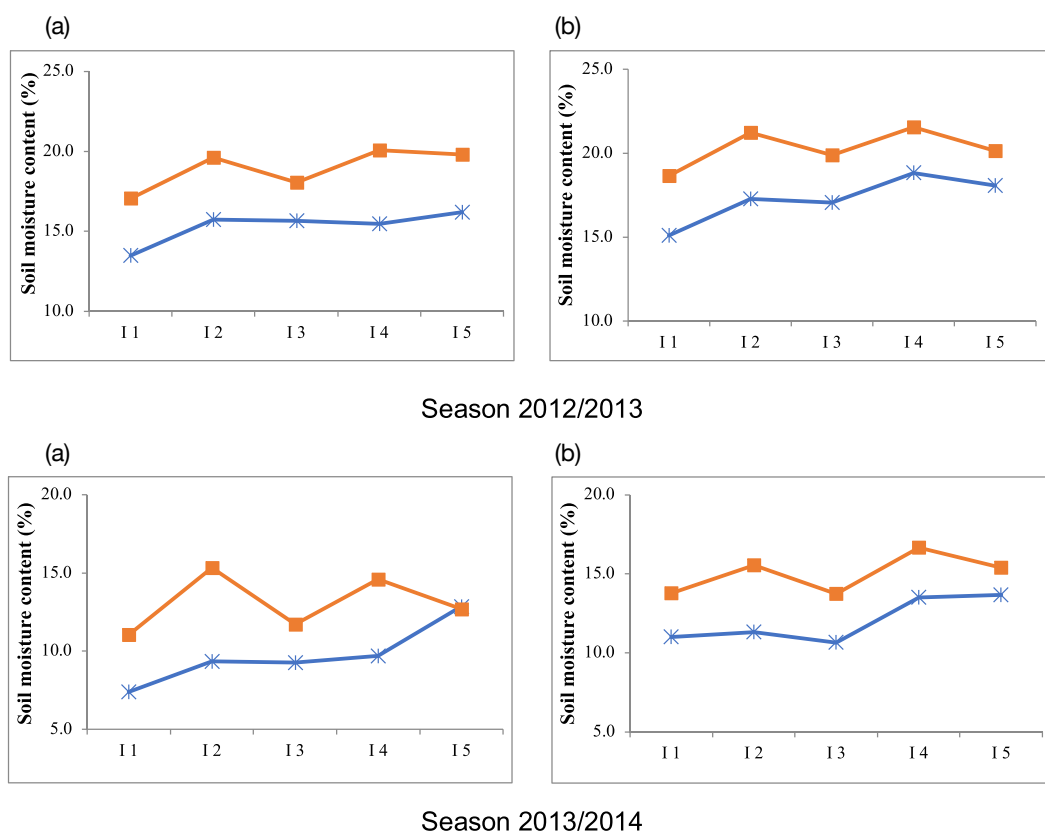 (a)
Soil moisture content (%)
25.0
20.0
15.0
10.0
I 1 I 2 I 3 I 4 I 5
(b)
Soil moisture content (%)
25.0
20.0
15.0
10.0
I 1 I 2 I 3 I 4 I 5
Season 2012/2013
(a)
Soil moisture content (%)
20.0
15.0
10.0
5.0
I 1 I 2 I 3 I 4 I 5
(b)
Soil moisture content (%)
20.0
15.0
10.0
5.0
I 1 I 2 I 3 I 4 I 5
Season 2013/2014